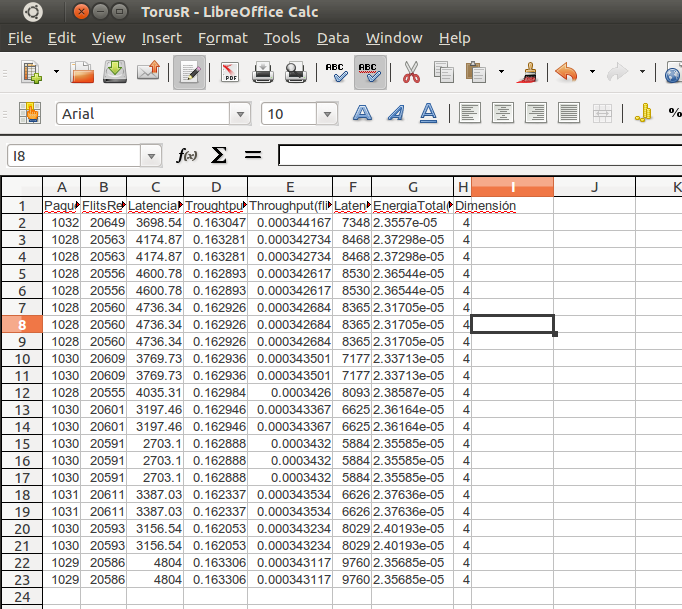 TorusR - LibreOffice Calc
File Edit View Insert Format Tools Data Window Help
PDF ABC ABC
Arial 10 A A A %
I8 f(x) Σ =
A B C D E F G H I J K
1 Paqu FlitsRe Latencia Troughtpu Throughput(fli Laten EnergiaTotal( Dimensión
2 1032 20649 3698.54 0.163047 0.000344167 7348 2.3557e-05 4
3 1028 20563 4174.87 0.163281 0.000342734 8468 2.37298e-05 4
4 1028 20563 4174.87 0.163281 0.000342734 8468 2.37298e-05 4
5 1028 20556 4600.78 0.162893 0.000342617 8530 2.36544e-05 4
6 1028 20556 4600.78 0.162893 0.000342617 8530 2.36544e-05 4
7 1028 20560 4736.34 0.162926 0.000342684 8365 2.31705e-05 4
8 1028 20560 4736.34 0.162926 0.000342684 8365 2.31705e-05 4
9 1028 20560 4736.34 0.162926 0.000342684 8365 2.31705e-05 4
10 1030 20609 3769.73 0.162936 0.000343501 7177 2.33713e-05 4
11 1030 20609 3769.73 0.162936 0.000343501 7177 2.33713e-05 4
12 1028 20555 4035.31 0.162984 0.0003426 8093 2.38587e-05 4
13 1030 20601 3197.46 0.162946 0.000343367 6625 2.36164e-05 4
14 1030 20601 3197.46 0.162946 0.000343367 6625 2.36164e-05 4
15 1030 20591 2703.1 0.162888 0.0003432 5884 2.35585e-05 4
16 1030 20591 2703.1 0.162888 0.0003432 5884 2.35585e-05 4
17 1030 20591 2703.1 0.162888 0.0003432 5884 2.35585e-05 4
18 1031 20611 3387.03 0.162337 0.000343534 6626 2.37636e-05 4
19 1031 20611 3387.03 0.162337 0.000343534 6626 2.37636e-05 4
20 1030 20593 3156.54 0.162053 0.000343234 8029 2.40193e-05 4
21 1030 20593 3156.54 0.162053 0.000343234 8029 2.40193e-05 4
22 1029 20586 4804 0.163306 0.000343117 9760 2.35685e-05 4
23 1029 20586 4804 0.163306 0.000343117 9760 2.35685e-05 4
24